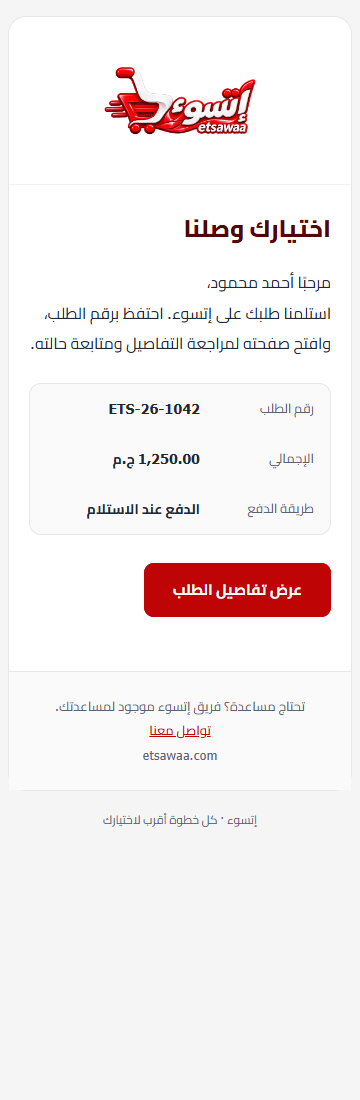 إتسوء
etsawaa
اختيارك وصلنا
مرحبًا أحمد محمود،
استلمنا طلبك على إتسوء. احتفظ برقم الطلب،
وافتح صفحته لمراجعة التفاصيل ومتابعة حالته.
رقم الطلب ETS-26-1042
الإجمالي 1,250.00 ج.م
طريقة الدفع الدفع عند الاستلام
عرض تفاصيل الطلب
تحتاج مساعدة؟ فريق إتسوء موجود لمساعدتك.
تواصل معنا
etsawaa.com
إتسوء · كل خطوة أقرب لاختيارك